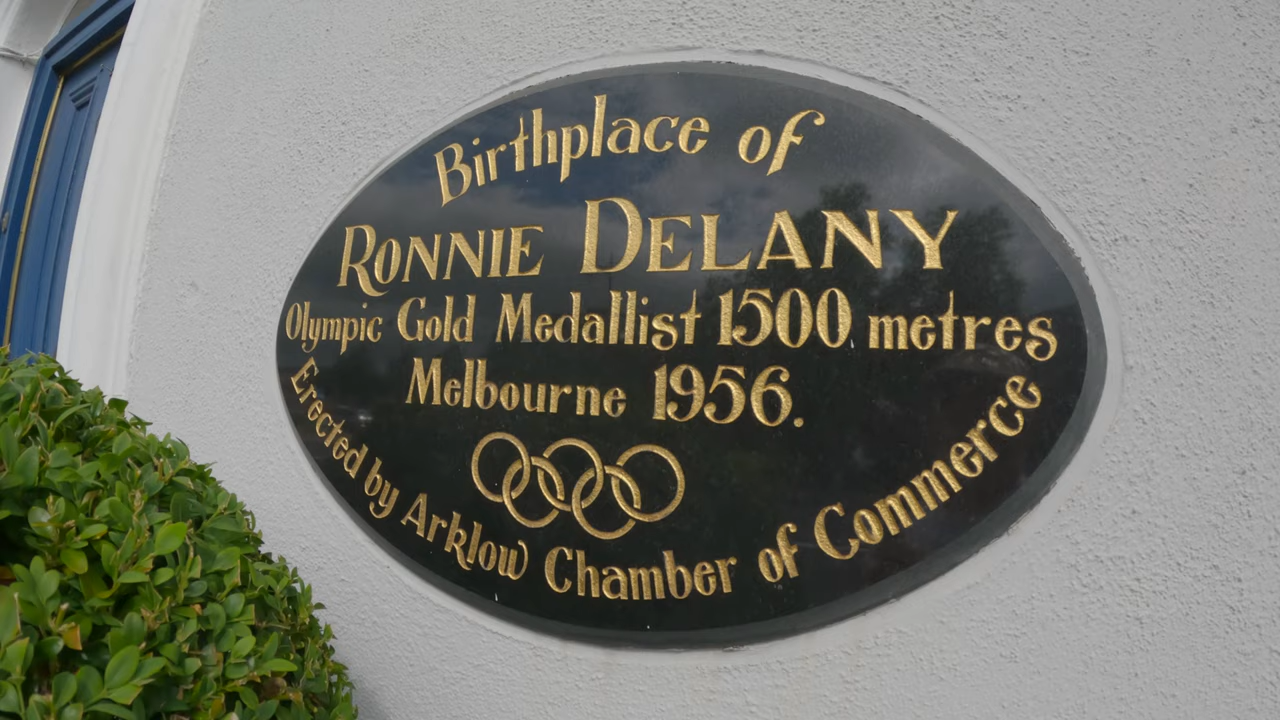 Birthplace of
RONNIE DELANY
Olympic Gold Medallist 1500 metres
Melbourne 1956.
Erected by Arklow Chamber of Commerce